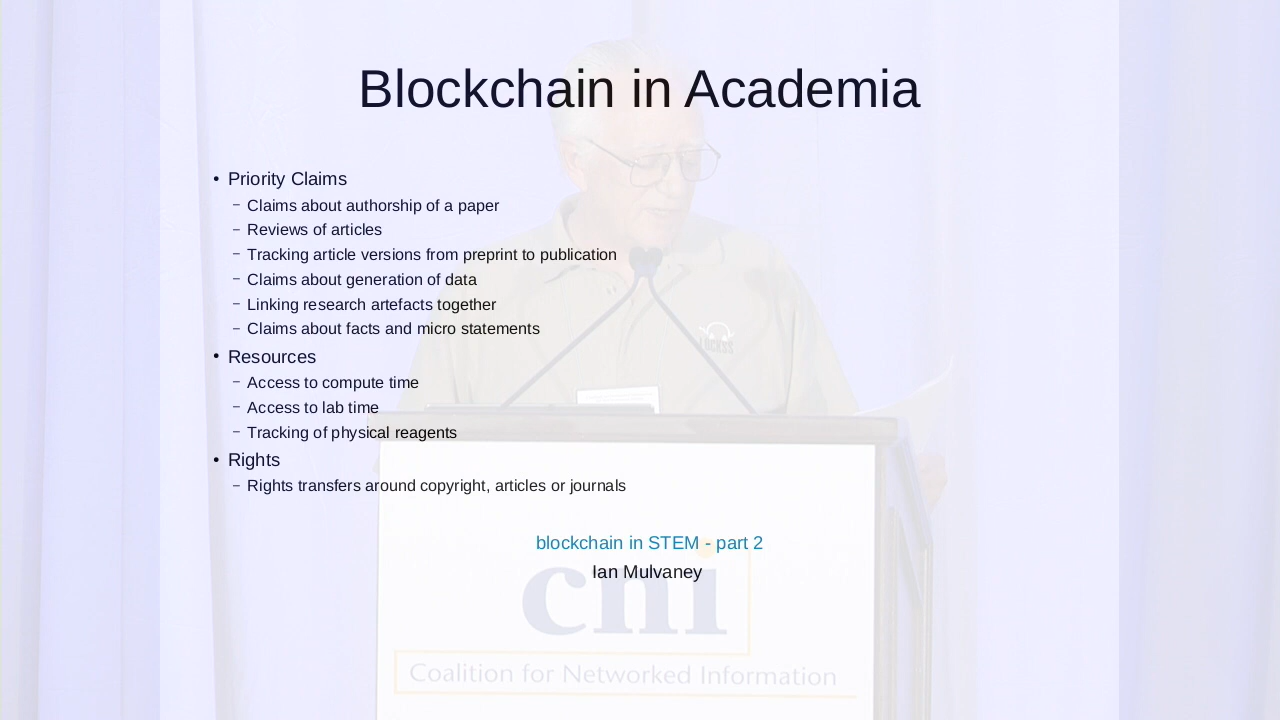 Blockchain in Academia
• Priority Claims
– Claims about authorship of a paper
– Reviews of articles
– Tracking article versions from preprint to publication
– Claims about generation of data
– Linking research artefacts together
– Claims about facts and micro statements
• Resources
– Access to compute time
– Access to lab time
– Tracking of physical reagents
• Rights
– Rights transfers around copyright, articles or journals
blockchain in STEM - part 2
Ian Mulvaney
LOCKSS
cni
Coalition for Networked Information